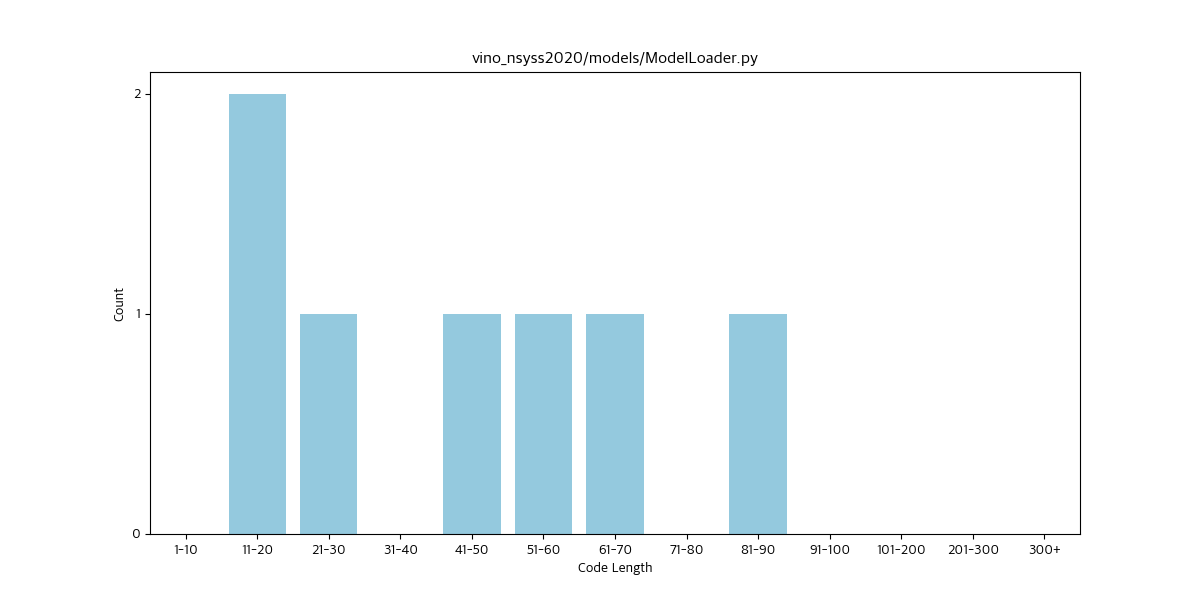 vino_nsyss2020/models/ModelLoader.py
2
1
0
Count
1-10 11-20 21-30 31-40 41-50 51-60 61-70 71-80 81-90 91-100 101-200 201-300 300+
Code Length